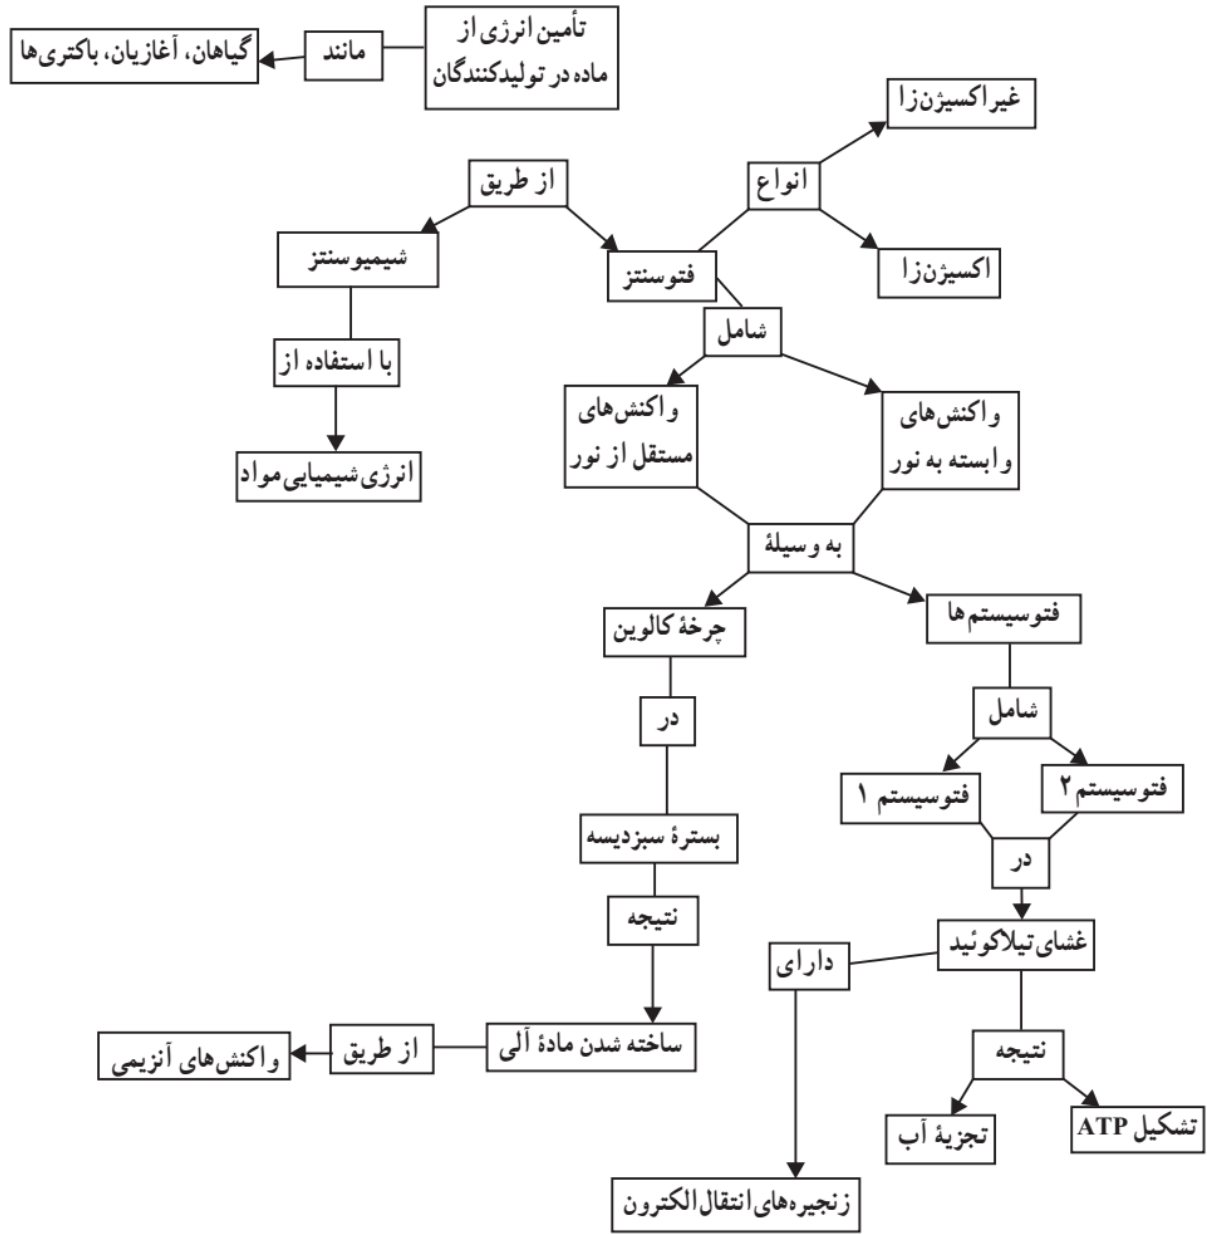 تأمین انرژی از
ماده در تولیدکنندگان
مانند
گیاهان، آغازیان، باکتری‌ها
غیراکسیژن‌زا
انواع
از طریق
اکسیژن‌زا
فتوسنتز
شیمیوسنتز
شامل
با استفاده از
واکنش‌های
وابسته به نور
واکنش‌های
مستقل از نور
انرژی شیمیایی مواد
به وسیلهٔ
فتوسیستم‌ها
چرخهٔ کالوین
شامل
در
فتوسیستم ۲
فتوسیستم ۱
در
بسترهٔ سبزدیسه
نتیجه
غشای تیلاکوئید
دارای
نتیجه
ساخته شدن مادهٔ آلی
از طریق
واکنش‌های آنزیمی
تشکیل ATP
تجزیهٔ آب
زنجیره‌های انتقال الکترون